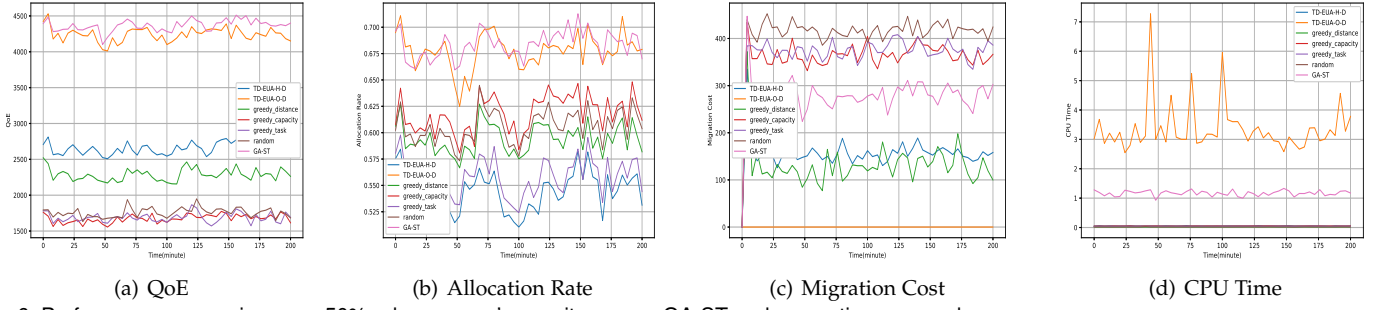 4500
4000
3500
3000
2500
2000
1500
QoE
TD-EUA-H-D
TD-EUA-O-D
greedy_distance
greedy_capacity
greedy_task
random
GA-ST
0 25 50 75 100 125 150 175 200
Time(minute)
(a) QoE
0.700
0.675
0.650
0.625
0.600
0.575
0.550
0.525
Allocation Rate
TD-EUA-H-D
TD-EUA-O-D
greedy_distance
greedy_capacity
greedy_task
random
GA-ST
0 25 50 75 100 125 150 175 200
Time(minute)
(b) Allocation Rate
400
300
200
100
0
Migration Cost
TD-EUA-H-D
TD-EUA-O-D
greedy_distance
greedy_capacity
greedy_task
random
GA-ST
0 25 50 75 100 125 150 175 200
Time(minute)
(c) Migration Cost
7
6
5
4
3
2
1
0
CPU Time
TD-EUA-H-D
TD-EUA-O-D
greedy_distance
greedy_capacity
greedy_task
random
GA-ST
0 25 50 75 100 125 150 175 200
Time(minute)
(d) CPU Time